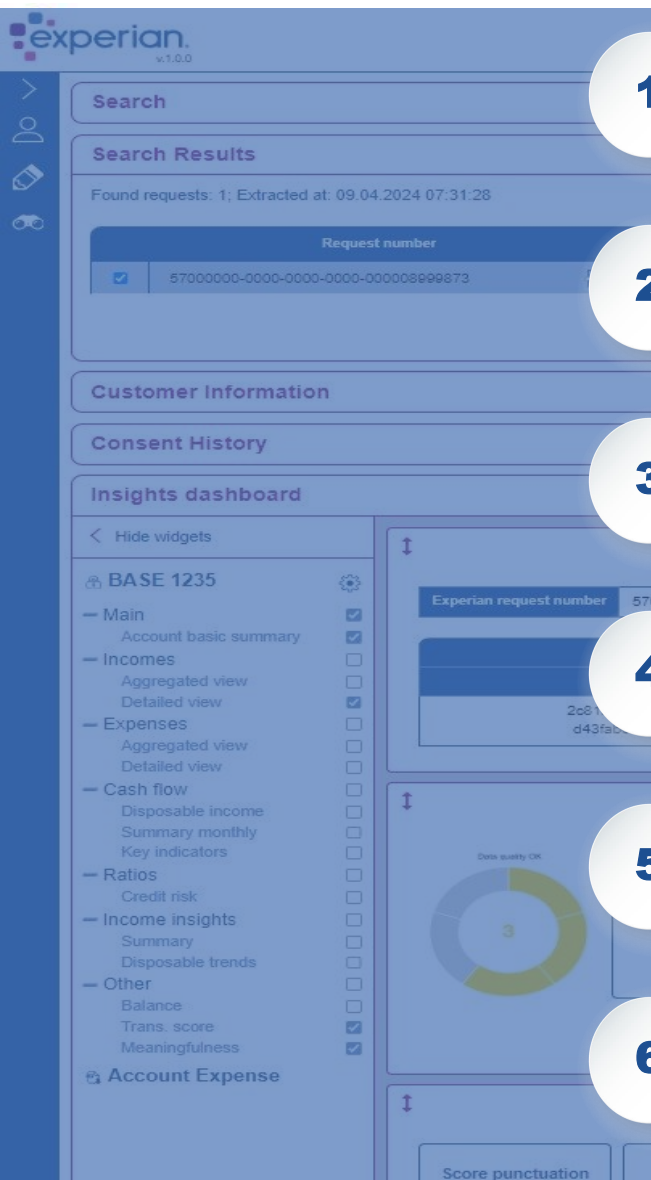 experian.
v.1.0.0
1
Search
Search Results
Found requests: 1; Extracted at: 09.04.2024 07:31:28
Request number
2
57000000-0000-0000-0000-000008999873
Customer Information
Consent History
3
Insights dashboard
Hide widgets
BASE 1235
Experian request number 57
Main
Account basic summary
Incomes
4
Aggregated view
Detailed view
2c81
Expenses
d43fab
Aggregated view
Detailed view
Cash flow
Disposable income
Summary monthly
Key indicators
Data quality OK
5
Ratios
Credit risk
Income insights
3
Summary
Disposable trends
Other
Balance
Trans. score
Meaningfulness
6
Account Expense
Score punctuation